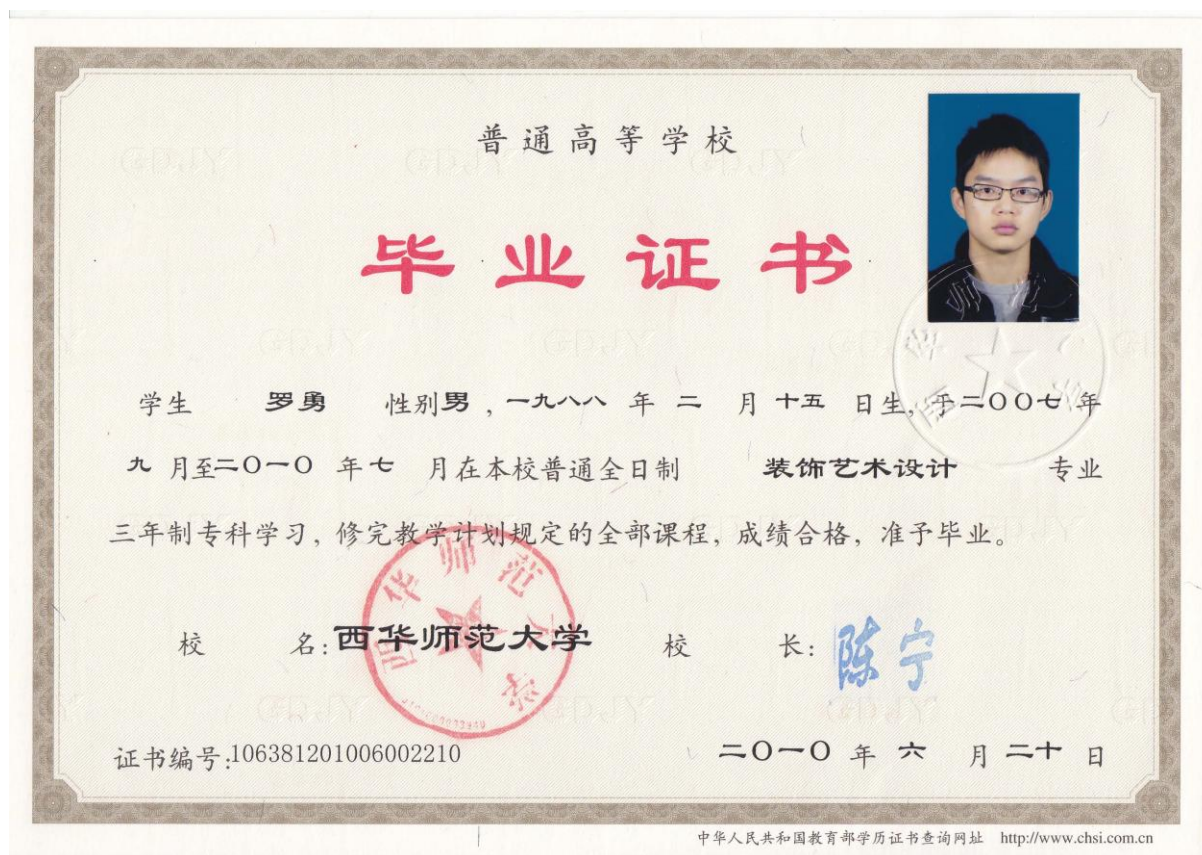 普通高等学校
毕业证书
学生 罗勇 性别男，一九八八 年 二 月 十五 日生，于二〇〇七 年
九 月至二〇一〇 年 七 月在本校普通全日制 装饰艺术设计 专业
三年制专科学习，修完教学计划规定的全部课程，成绩合格，准予毕业。
校 名：西华师范大学 校 长：陈宁
西华师范大学
证书编号：106381201006002210 二〇一〇 年 六 月 二十 日
中华人民共和国教育部学历证书查询网址 http://www.chsi.com.cn